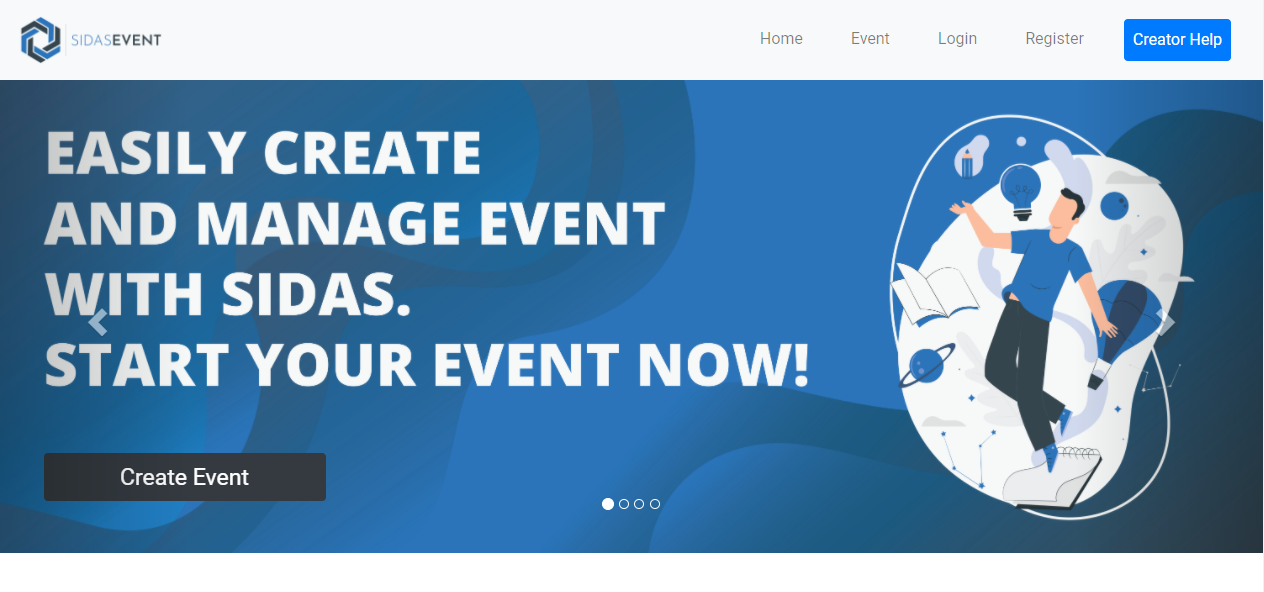 SIDASEVENT
Home
Event
Login
Register
Creator Help
EASILY CREATE
AND MANAGE EVENT
WITH SIDAS.
START YOUR EVENT NOW!
Create Event